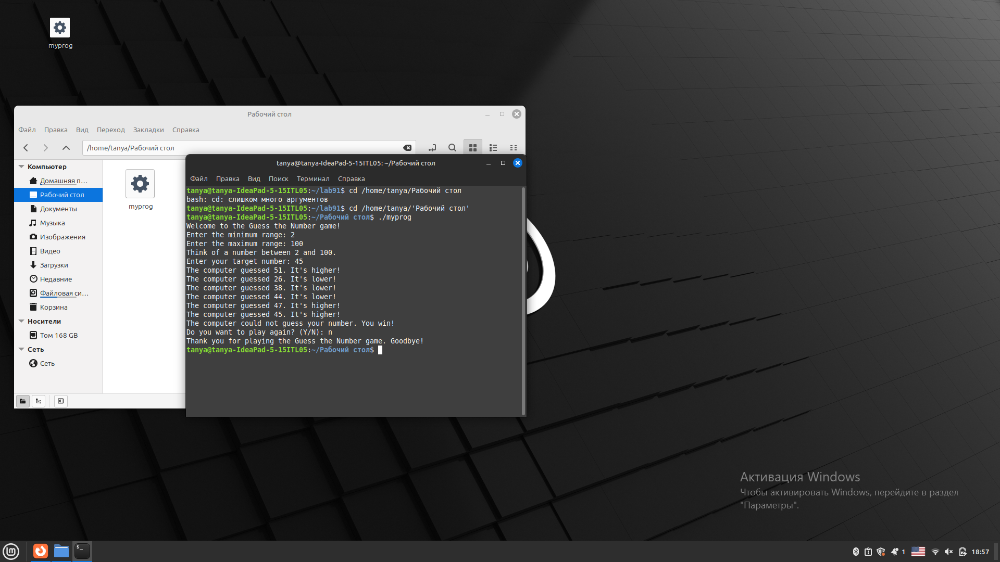 myprog
Рабочий стол
Файл Правка Вид Переход Закладки Справка
/home/tanya/Рабочий стол
Компьютер
Домашняя п...
Рабочий стол
Документы
Музыка
Изображения
Видео
Загрузки
Недавние
Файловая си...
Корзина
Носители
Том 168 GB
Сеть
Сеть
myprog
tanya@tanya-IdeaPad-5-15ITL05: ~/Рабочий стол
Файл Правка Вид Поиск Терминал Справка
tanya@tanya-IdeaPad-5-15ITL05:~/lab91$ cd /home/tanya/Рабочий стол
bash: cd: слишком много аргументов
tanya@tanya-IdeaPad-5-15ITL05:~/lab91$ cd /home/tanya/'Рабочий стол'
tanya@tanya-IdeaPad-5-15ITL05:~/Рабочий стол$ ./myprog
Welcome to the Guess the Number game!
Enter the minimum range: 2
Enter the maximum range: 100
Think of a number between 2 and 100.
Enter your target number: 45
The computer guessed 51. It's higher!
The computer guessed 26. It's lower!
The computer guessed 38. It's lower!
The computer guessed 44. It's lower!
The computer guessed 47. It's higher!
The computer guessed 45. It's higher!
The computer could not guess your number. You win!
Do you want to play again? (Y/N): n
Thank you for playing the Guess the Number game. Goodbye!
tanya@tanya-IdeaPad-5-15ITL05:~/Рабочий стол$
Активация Windows
Чтобы активировать Windows, перейдите в раздел
"Параметры".
1 18:57